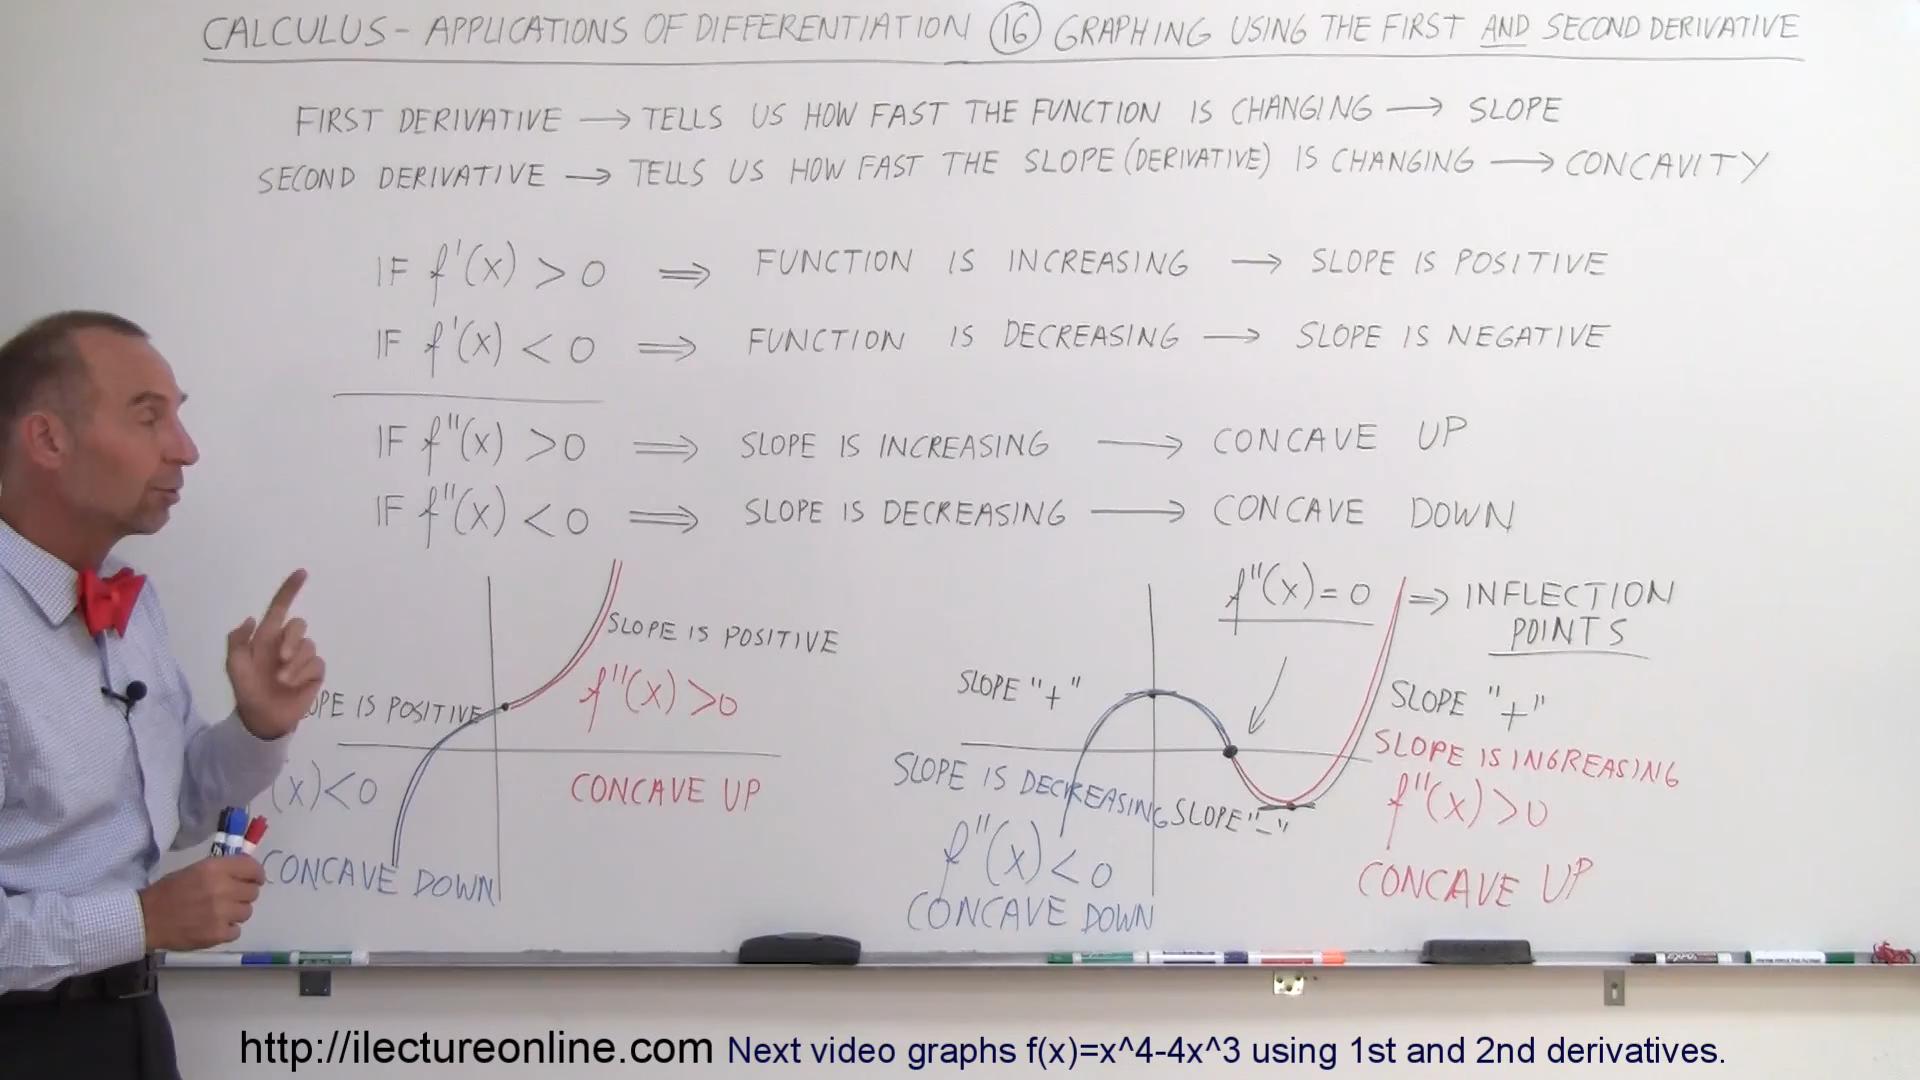 CALCULUS - APPLICATIONS OF DIFFERENTIATION 16 GRAPHING USING THE FIRST AND SECOND DERIVATIVE
FIRST DERIVATIVE → TELLS US HOW FAST THE FUNCTION IS CHANGING → SLOPE
SECOND DERIVATIVE → TELLS US HOW FAST THE SLOPE (DERIVATIVE) IS CHANGING → CONCAVITY
IF f'(x) > 0 ⇒ FUNCTION IS INCREASING → SLOPE IS POSITIVE
IF f'(x) < 0 ⇒ FUNCTION IS DECREASING → SLOPE IS NEGATIVE
IF f"(x) > 0 ⇒ SLOPE IS INCREASING → CONCAVE UP
IF f"(x) < 0 ⇒ SLOPE IS DECREASING → CONCAVE DOWN
SLOPE IS POSITIVE
f"(x) > 0
OPE IS POSITIVE
CONCAVE UP
(x) < 0
CONCAVE DOWN
f"(x) = 0 ⇒ INFLECTION
POINTS
SLOPE "+"
SLOPE "+"
SLOPE IS INCREASING
SLOPE IS DECREASING
SLOPE "-"
f"(x) > 0
f"(x) < 0
CONCAVE UP
CONCAVE DOWN
http://ilectureonline.com Next video graphs f(x)=x^4-4x^3 using 1st and 2nd derivatives.